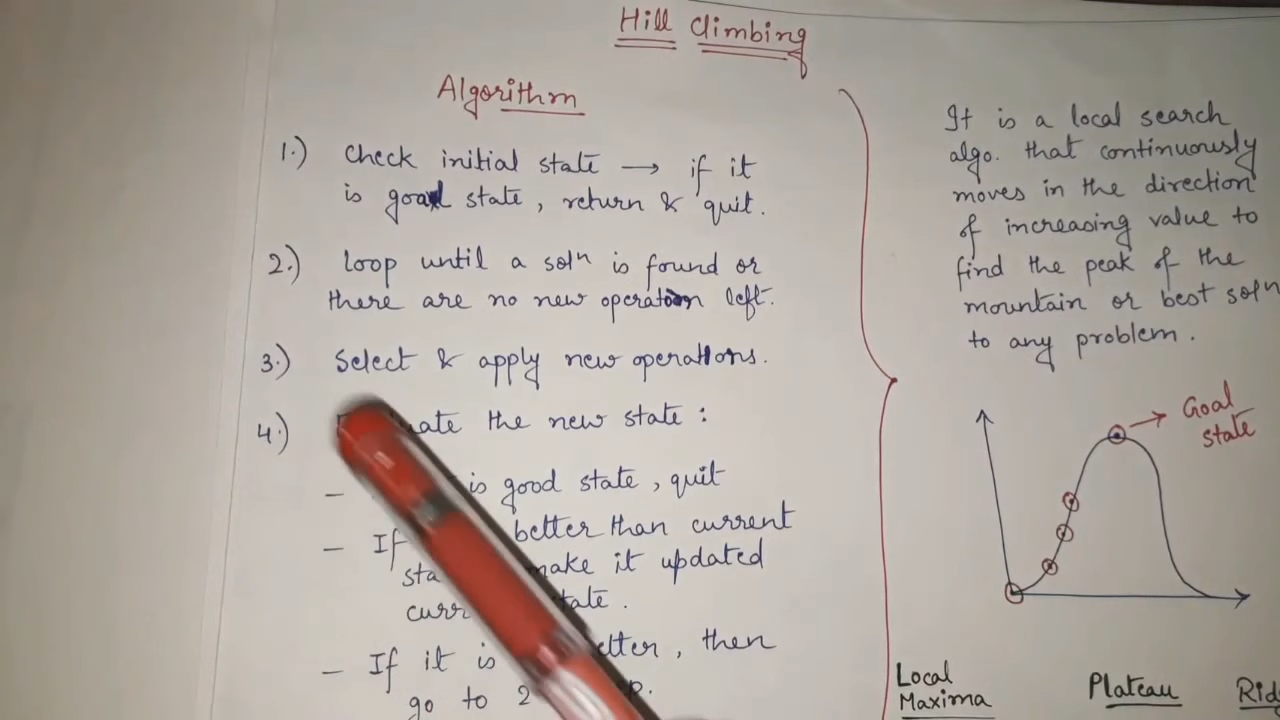 Hill Climbing
Algorithm
1.) Check initial state → if it
is goal state, return & quit.
2.) Loop until a solⁿ is found or
there are no new operation left.
3.) Select & apply new operations.
4.) the new state :
- is good state, quit
- If better than current
make it updated
- If it is then
go to 2
It is a local search
algo. that continuously
moves in the direction
of increasing value to
find the peak of the
mountain or best solⁿ
to any problem.
Goal
state
Local
Maxima
Plateau